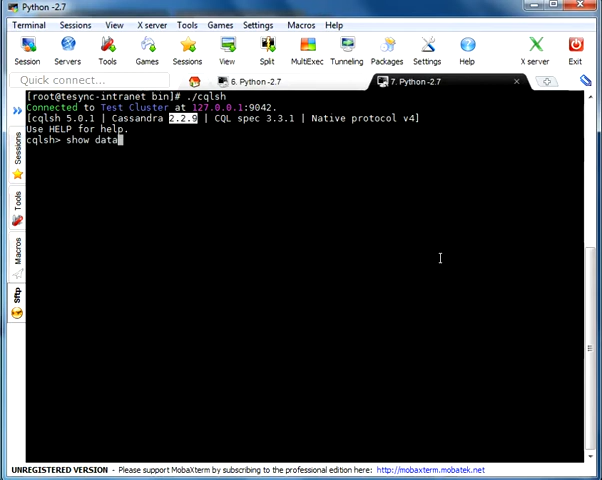 Python -2.7
Terminal Sessions View X server Tools Games Settings Macros Help
Session Servers Tools Games Sessions View Split MultiExec Tunneling Packages Settings Help X server Exit
Quick connect...
6. Python -2.7
7. Python -2.7
[root@tesync-intranet bin]# ./cqlsh
Connected to Test Cluster at 127.0.0.1:9042.
[cqlsh 5.0.1 | Cassandra 2.2.9 | CQL spec 3.3.1 | Native protocol v4]
Use HELP for help.
cqlsh> show data
Sessions
Tools
Macros
Sftp
UNREGISTERED VERSION - Please support MobaXterm by subscribing to the professional edition here: http://mobaxterm.mobatek.net